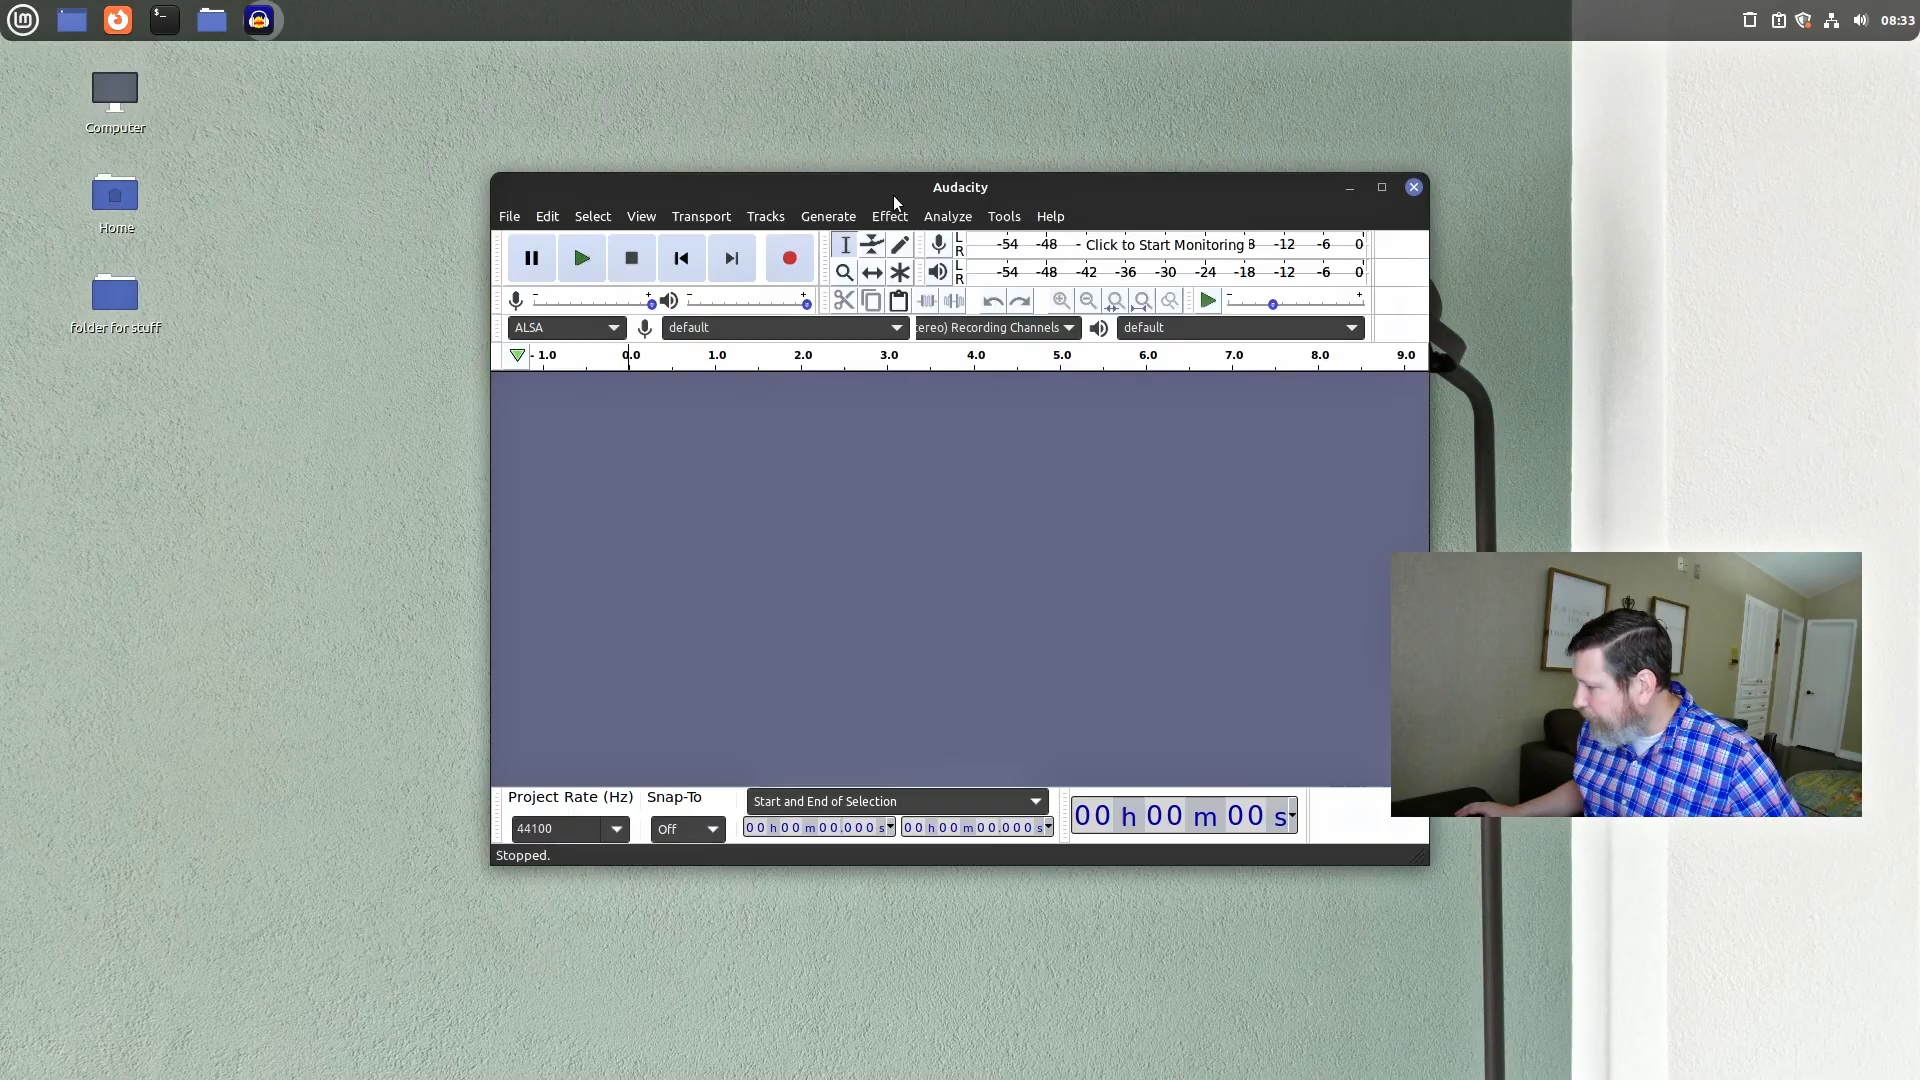 08:33
Computer
Home
folder for stuff
Audacity
File Edit Select View Transport Tracks Generate Effect Analyze Tools Help
L
R
-54 -48 - Click to Start Monitoring 8 -12 -6 0
L
R
-54 -48 -42 -36 -30 -24 -18 -12 -6 0
- + - + - +
ALSA default tereo) Recording Channels default
- 1.0 0.0 1.0 2.0 3.0 4.0 5.0 6.0 7.0 8.0 9.0
Project Rate (Hz) Snap-To
Start and End of Selection
44100 Off 00 h 00 m 00.000 s 00 h 00 m 00.000 s 00 h 00 m 00 s
Stopped.